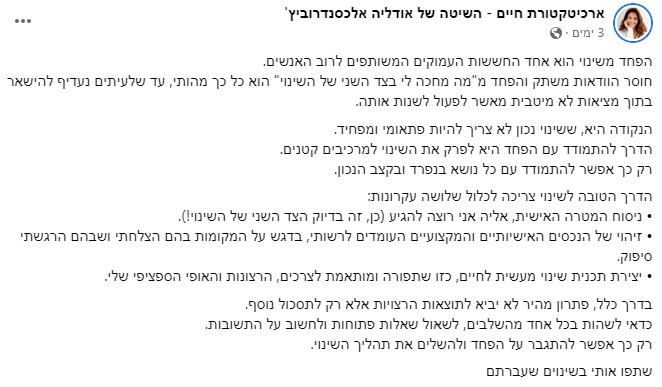 ארכיטקטורת חיים - השיטה של אודליה אלכסנדרוביץ'
3 ימים ·
הפחד משינוי הוא אחד החששות העמוקים המשותפים לרוב האנשים.
חוסר הוודאות משתק והפחד מ"מה מחכה לי בצד השני של השינוי" הוא כל כך מהותי, עד שלעיתים נעדיף להישאר
בתוך מציאות לא מיטבית מאשר לפעול לשנות אותה.
הנקודה היא, ששינוי נכון לא צריך להיות פתאומי ומפחיד.
הדרך להתמודד עם הפחד היא לפרק את השינוי למרכיבים קטנים.
רק כך אפשר להתמודד עם כל נושא בנפרד ובקצב הנכון.
הדרך הטובה לשינוי צריכה לכלול שלושה עקרונות:
• ניסוח המטרה האישית, אליה אני רוצה להגיע (כן, זה בדיוק הצד השני של השינוי!).
• זיהוי של הנכסים האישיותיים והמקצועיים העומדים לרשותי, בדגש על המקומות בהם הצלחתי ושבהם הרגשתי
סיפוק.
• יצירת תכנית שינוי מעשית לחיים, כזו שתפורה ומותאמת לצרכים, הרצונות והאופי הספציפי שלי.
בדרך כלל, פתרון מהיר לא יביא לתוצאות הרצויות אלא רק לתסכול נוסף.
כדאי לשהות בכל אחד מהשלבים, לשאול שאלות פתוחות ולחשוב על התשובות.
רק כך אפשר להתגבר על הפחד ולהשלים את תהליך השינוי.
שתפו אותי בשינוים שעברתם